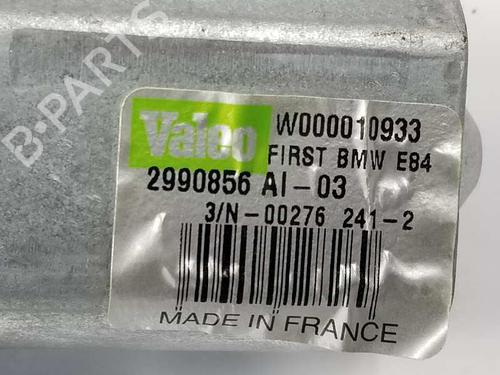 B-PARTS
Valeo W000010933
FIRST BMW E84
2990856 AI-03
3/N-00276 241-2
MADE IN FRANCE